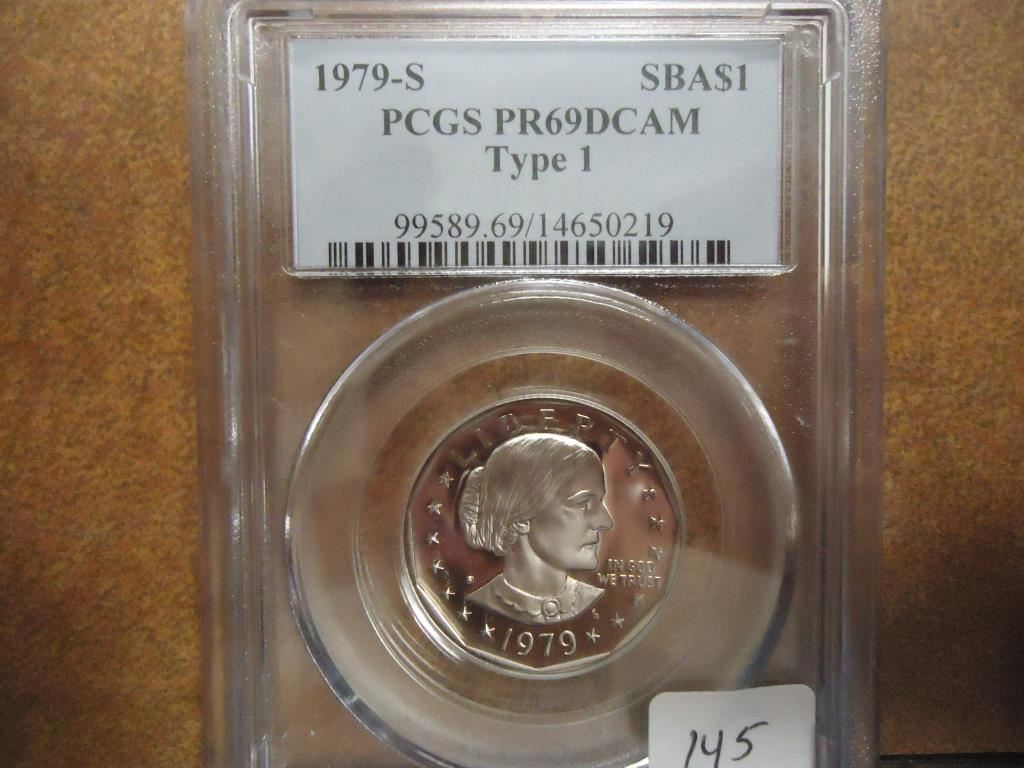 1979-S SBA$1
PCGS PR69DCAM
Type 1
99589.69/14650219
LIBERTY
IN GOD
WE TRUST
S
1979
145